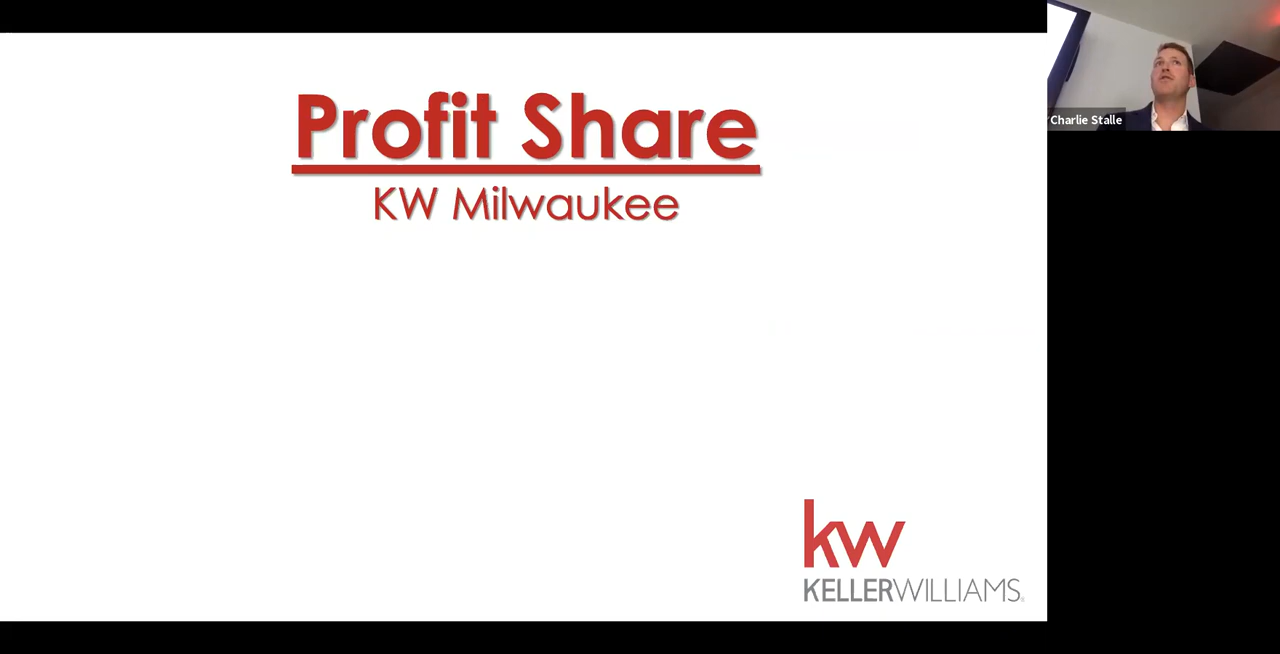 Profit Share
KW Milwaukee
Charlie Stalle
kw
KELLERWILLIAMS®